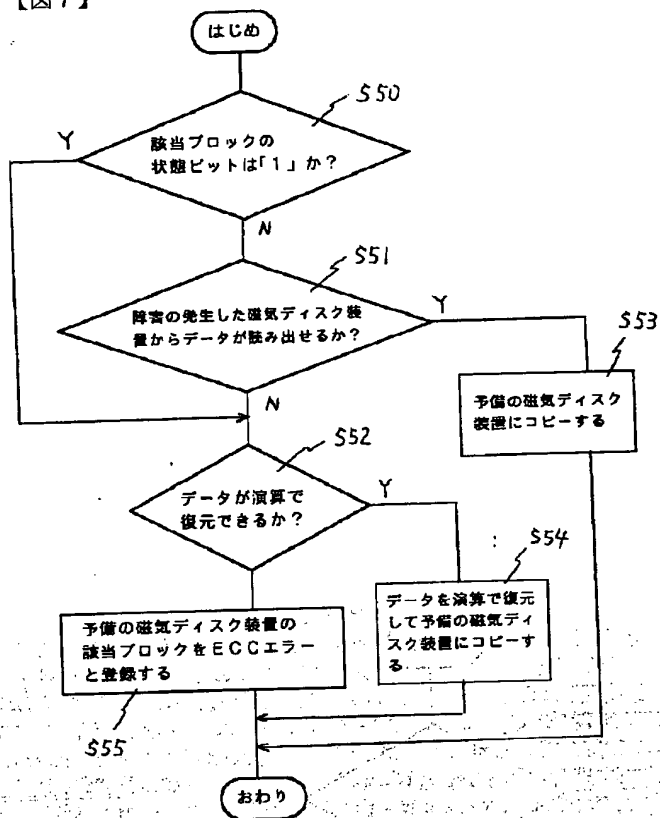 【図7】
はじめ
S50
Y
該当ブロックの
状態ビットは「1」か?
N
S51
障害の発生した磁気ディスク装
置からデータが読み出せるか?
Y
S53
予備の磁気ディスク
装置にコピーする
N
S52
データが演算で
復元できるか?
Y
S54
データを演算で復元
して予備の磁気ディ
スク装置にコピーす
る
予備の磁気ディスク装置の
該当ブロックをECCエラー
と登録する
S55
おわり